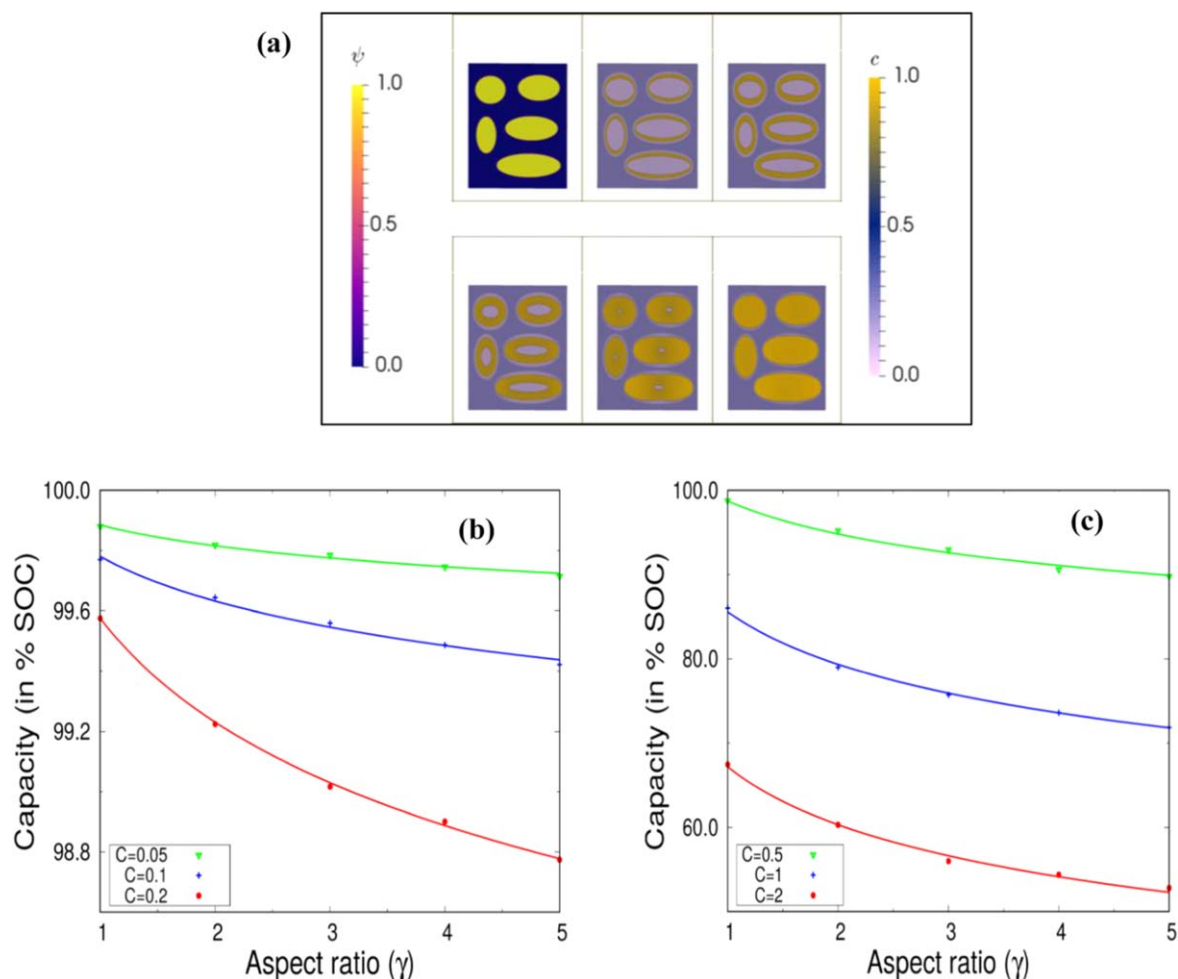 (a)
ψ
1.0
0.5
0.0
c
1.0
0.5
0.0
(b)
Capacity (in % SOC)
100.0
99.6
99.2
98.8
C=0.05
C=0.1
C=0.2
1 2 3 4 5
Aspect ratio (γ)
(c)
Capacity (in % SOC)
100.0
80.0
60.0
C=0.5
C=1
C=2
1 2 3 4 5
Aspect ratio (γ)